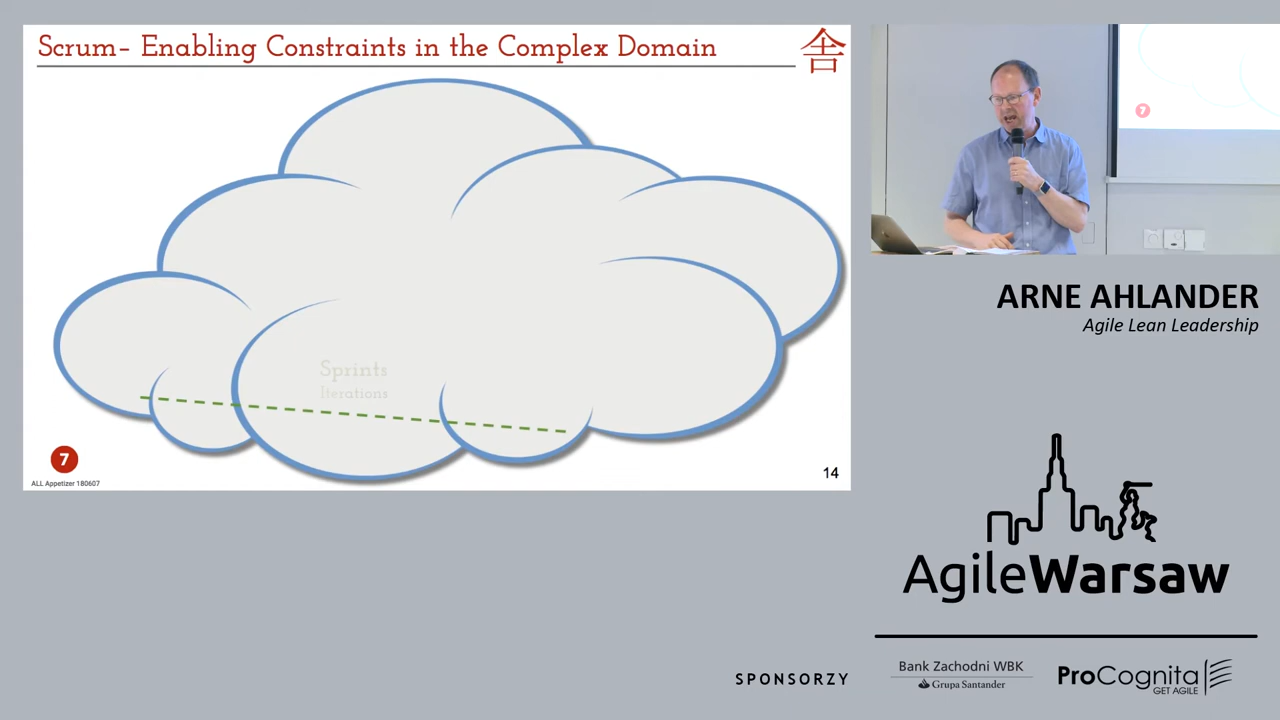 Scrum– Enabling Constraints in the Complex Domain
舍
Sprints
Iterations
7
ALL Appetizer 180607
14
7
ARNE AHLANDER
Agile Lean Leadership
AgileWarsaw
SPONSORZY
Bank Zachodni WBK
Grupa Santander
ProCognita
GET AGILE